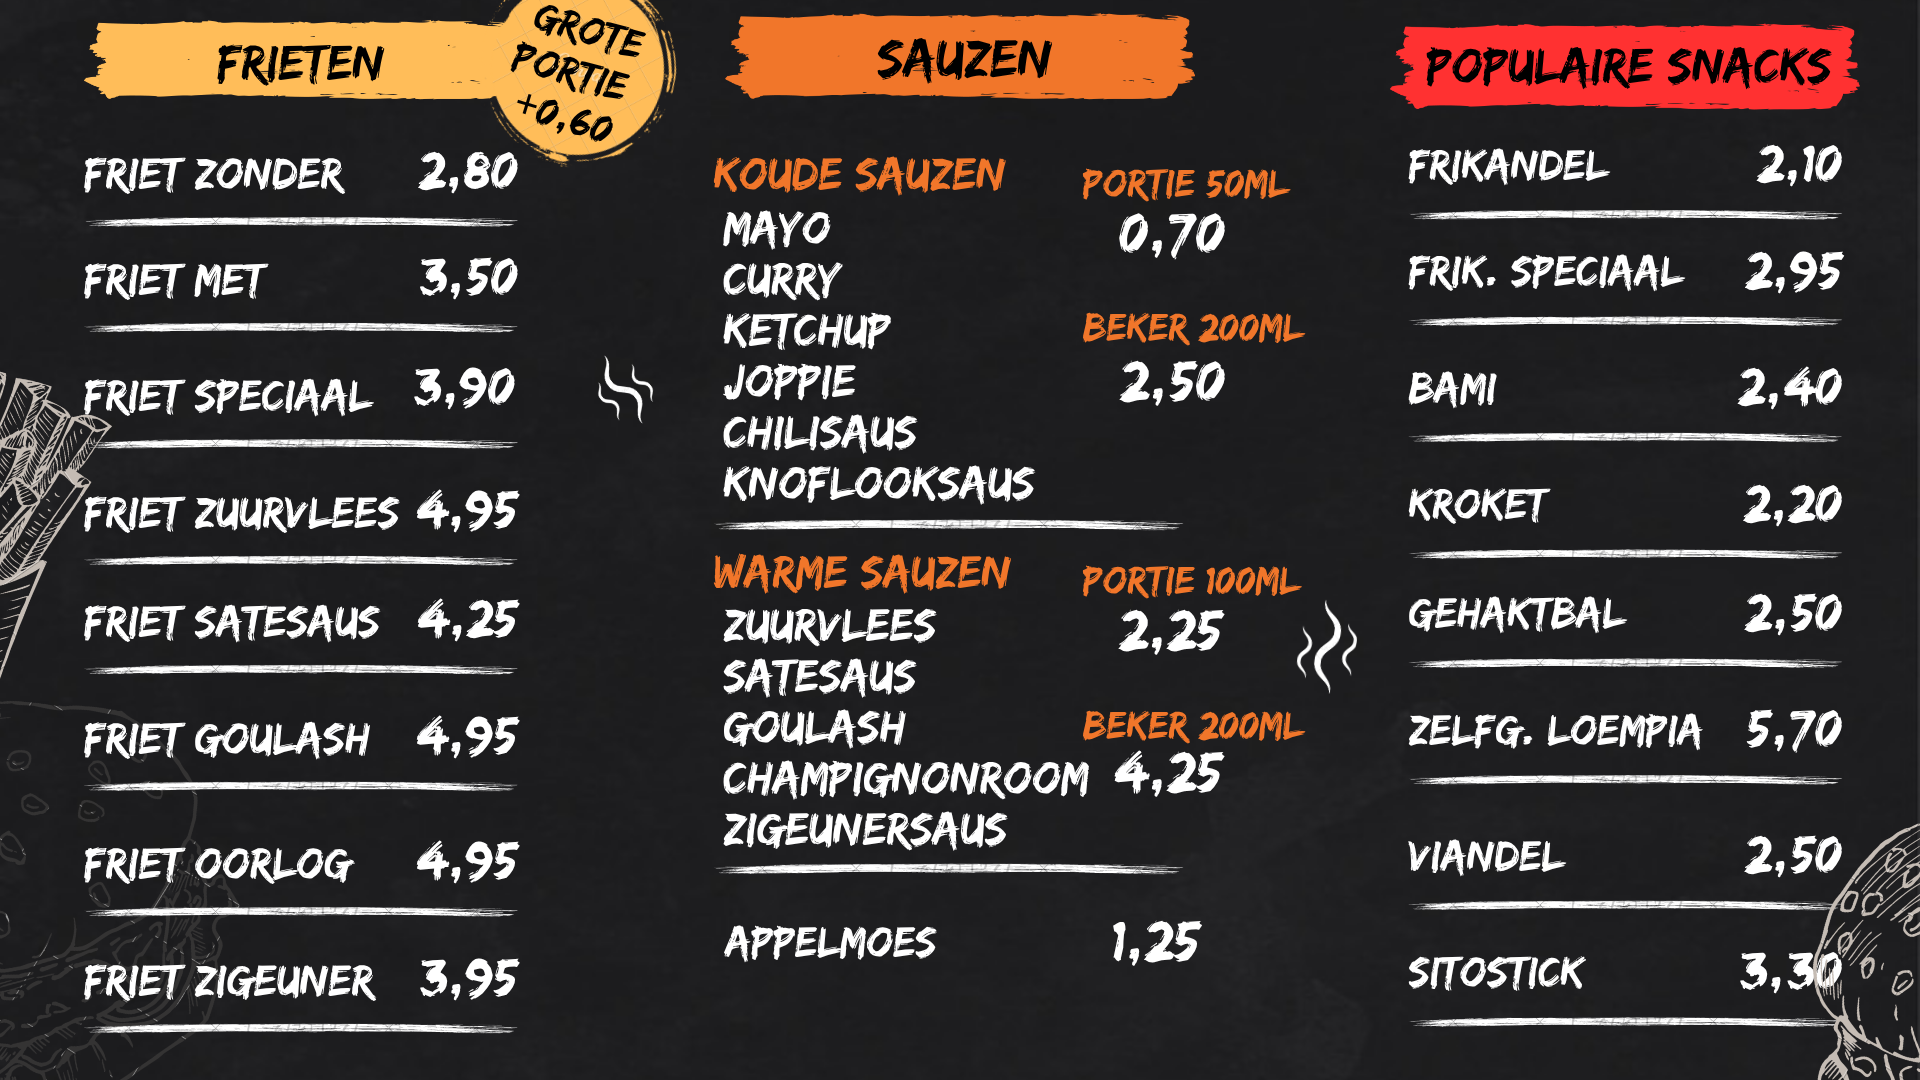 FRIETEN
GROTE
PORTIE
+0,60
FRIET ZONDER 2,80
FRIET MET 3,50
FRIET SPECIAAL 3,90
FRIET ZUURVLEES 4,95
FRIET SATESAUS 4,25
FRIET GOULASH 4,95
FRIET OORLOG 4,95
FRIET ZIGEUNER 3,95
SAUZEN
KOUDE SAUZEN PORTIE 50ML
MAYO 0,70
CURRY
KETCHUP BEKER 200ML
JOPPIE 2,50
CHILISAUS
KNOFLOOKSAUS
WARME SAUZEN PORTIE 100ML
ZUURVLEES 2,25
SATESAUS
GOULASH BEKER 200ML
CHAMPIGNONROOM 4,25
ZIGEUNERSAUS
APPELMOES 1,25
POPULAIRE SNACKS
FRIKANDEL 2,10
FRIK. SPECIAAL 2,95
BAMI 2,40
KROKET 2,20
GEHAKTBAL 2,50
ZELFG. LOEMPIA 5,70
VIANDEL 2,50
SITOSTICK 3,30